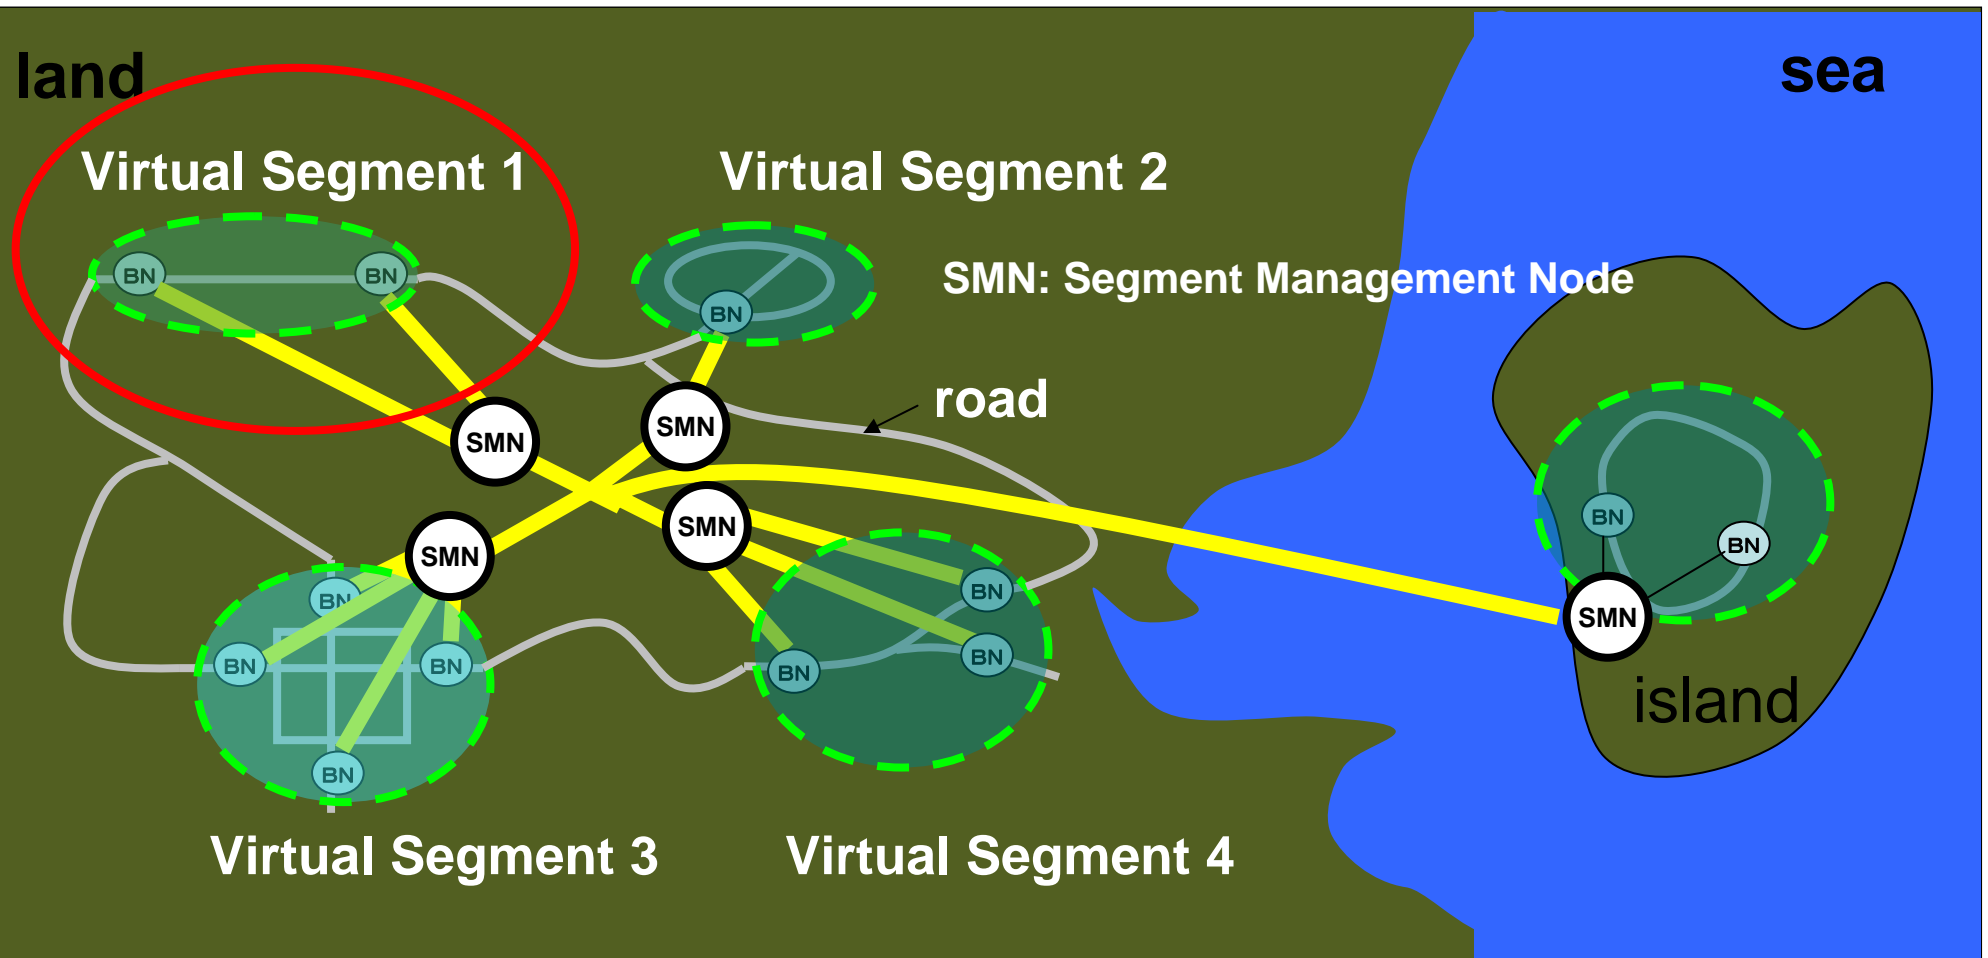 land
sea
Virtual Segment 1
Virtual Segment 2
BN
BN
SMN: Segment Management Node
BN
road
SMN
SMN
BN
SMN
BN
SMN
BN
BN
SMN
BN
BN
BN
BN
island
BN
Virtual Segment 3
Virtual Segment 4